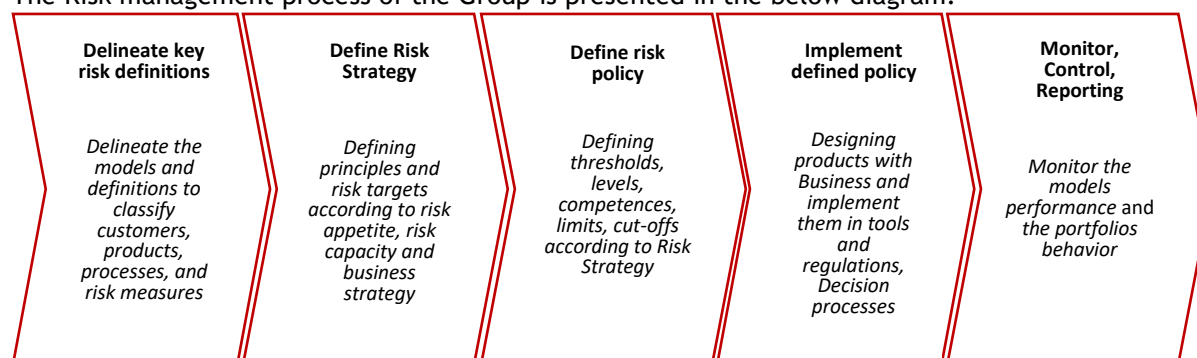 The Risk management process of the Group is presented in the below diagram:
Delineate key
risk definitions
Delineate the
models and
definitions to
classify
customers,
products,
processes, and
risk measures
Define Risk
Strategy
Defining
principles and
risk targets
according to risk
appetite, risk
capacity and
business
strategy
Define risk
policy
Defining
thresholds,
levels,
competences,
limits, cut-offs
according to Risk
Strategy
Implement
defined policy
Designing
products with
Business and
implement
them in tools
and
regulations,
Decision
processes
Monitor,
Control,
Reporting
Monitor the
models
performance and
the portfolios
behavior